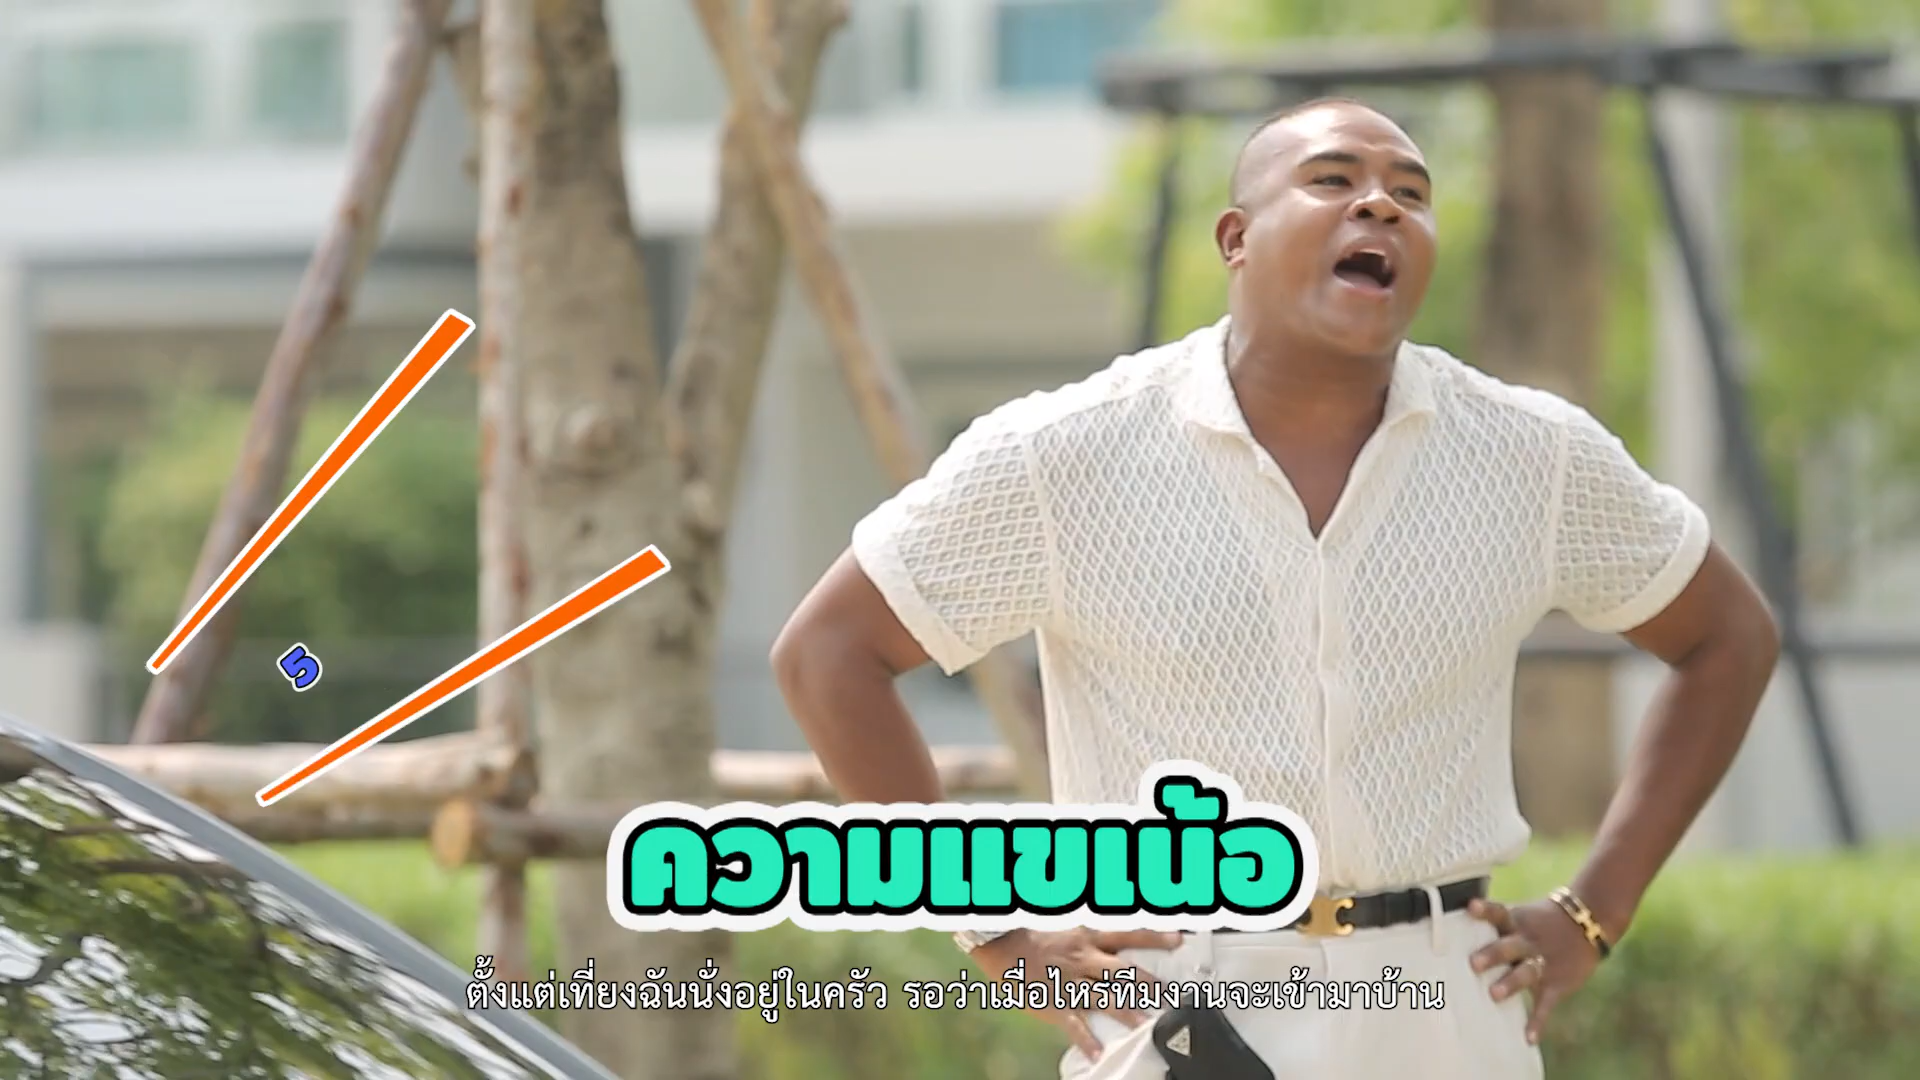 5
ความแขเน้อ
ตั้งแต่เที่ยงฉันนั่งอยู่ในครัว รอว่าเมื่อไหร่ทีมงานจะเข้ามาบ้าน